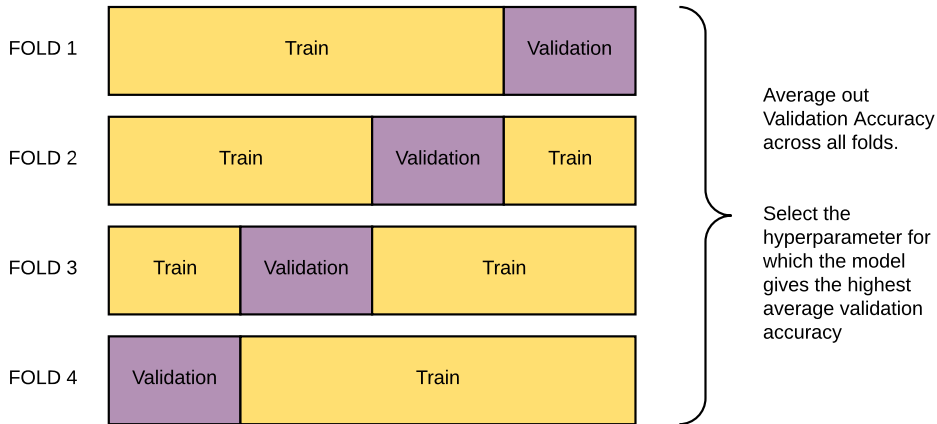 FOLD 1
Train
Validation
FOLD 2
Train
Validation
Train
FOLD 3
Train
Validation
Train
FOLD 4
Validation
Train
Average out
Validation Accuracy
across all folds.
Select the
hyperparameter for
which the model
gives the highest
average validation
accuracy